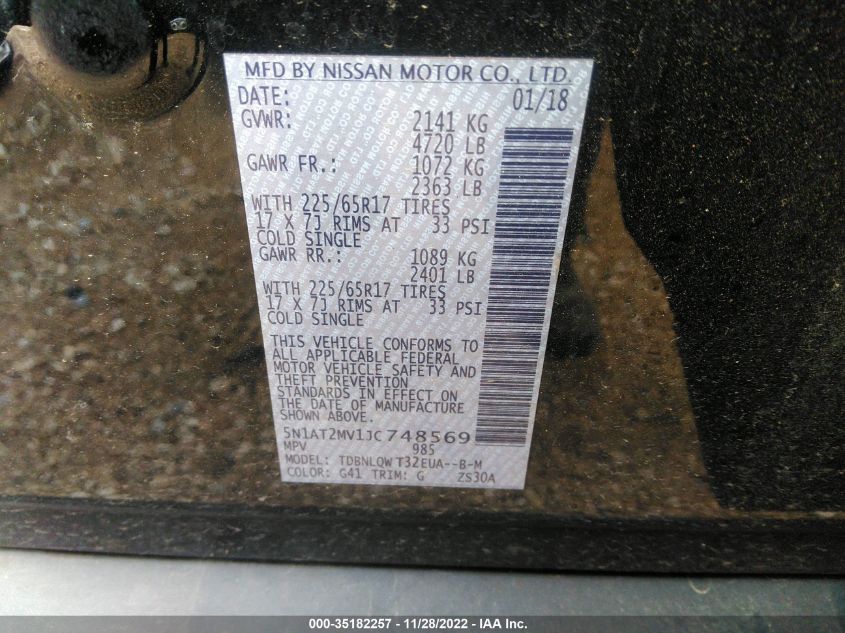 MFD BY NISSAN MOTOR CO., LTD.
DATE: 01/18
GVWR: 2141 KG
4720 LB
GAWR FR.: 1072 KG
2363 LB
WITH 225/65R17 TIRES
17 X 7J RIMS AT 33 PSI
COLD SINGLE
GAWR RR.: 1089 KG
2401 LB
WITH 225/65R17 TIRES
17 X 7J RIMS AT 33 PSI
COLD SINGLE
THIS VEHICLE CONFORMS TO
ALL APPLICABLE FEDERAL
MOTOR VEHICLE SAFETY AND
THEFT PREVENTION
STANDARDS IN EFFECT ON
THE DATE OF MANUFACTURE
SHOWN ABOVE.
5N1AT2MV1JC748569
MPV 985
MODEL: TDBNLQWT32EUA--B-M
COLOR: G41 TRIM: G ZS30A
000-35182257 - 11/28/2022 - IAA Inc.